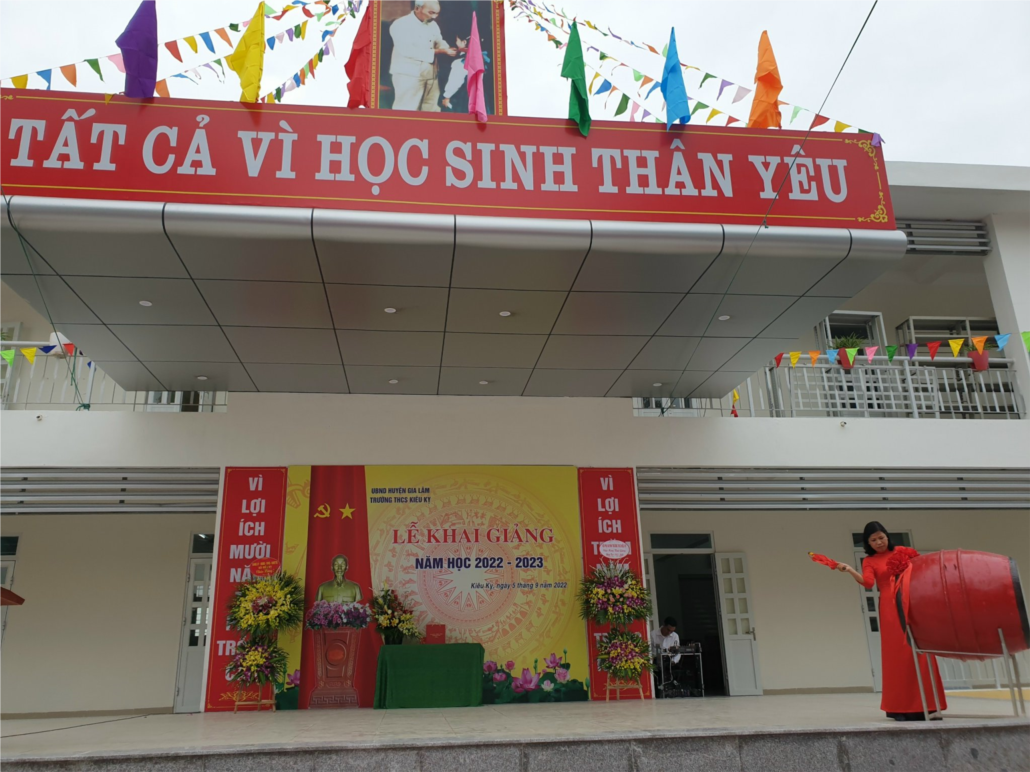 TẤT CẢ VÌ HỌC SINH THÂN YÊU
UBND HUYỆN GIA LÂM
TRƯỜNG THCS KIÊU KỴ
LỄ KHAI GIẢNG
NĂM HỌC 2022 - 2023
Kiêu Kỵ, ngày 5 tháng 9 năm 2022
VÌ
LỢI
ÍCH
MƯỜI
VÌ
LỢI
ÍCH